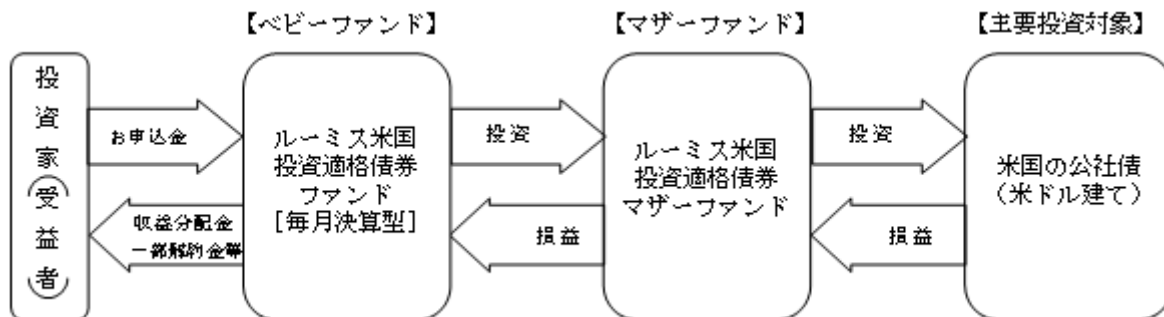 【ベビーファンド】
【マザーファンド】
【主要投資対象】
投資家(受益者)
お申込金
収益分配金
一部解約金等
ルーミス米国
投資適格債券
ファンド
[毎月決算型]
投資
損益
ルーミス米国
投資適格債券
マザーファンド
投資
損益
米国の公社債
(米ドル建て)